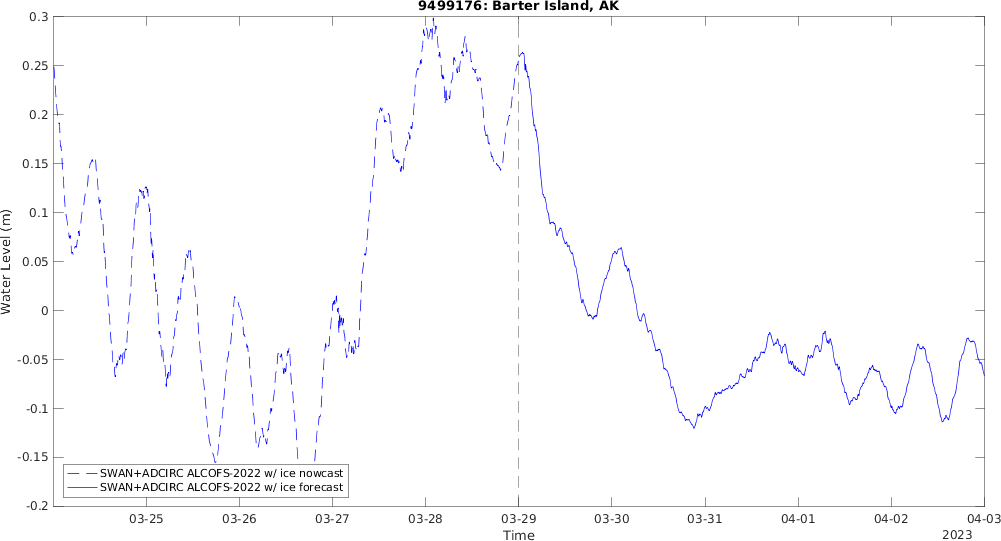 9499176: Barter Island, AK
0.3
0.25
0.2
0.15
0.1
0.05
0
-0.05
-0.1
-0.15
-0.2
Water Level (m)
SWAN+ADCIRC ALCOFS-2022 w/ ice nowcast
SWAN+ADCIRC ALCOFS-2022 w/ ice forecast
03-25 03-26 03-27 03-28 03-29 03-30 03-31 04-01 04-02 04-03
Time
2023